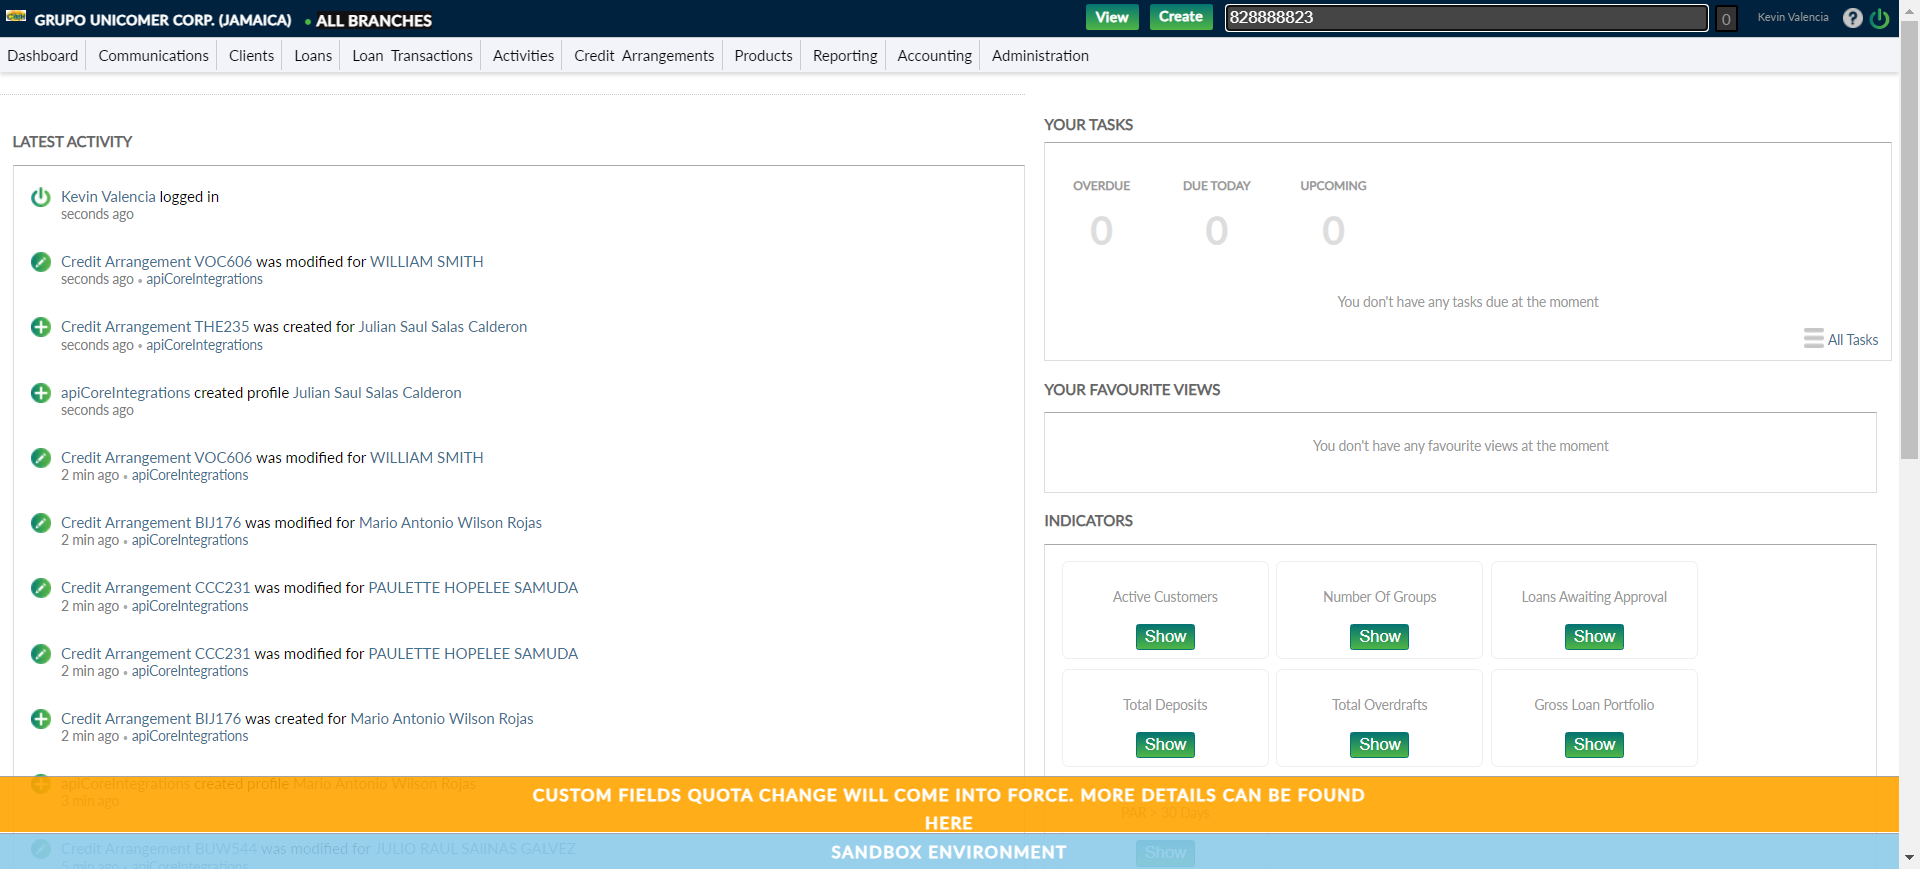 GRUPO UNICOMER CORP. (JAMAICA) • ALL BRANCHES
View Create 828888823 0 Kevin Valencia ?
Dashboard Communications Clients Loans Loan Transactions Activities Credit Arrangements Products Reporting Accounting Administration
LATEST ACTIVITY
Kevin Valencia logged in
seconds ago
Credit Arrangement VOC606 was modified for WILLIAM SMITH
seconds ago • apiCoreIntegrations
Credit Arrangement THE235 was created for Julian Saul Salas Calderon
seconds ago • apiCoreIntegrations
apiCoreIntegrations created profile Julian Saul Salas Calderon
seconds ago
Credit Arrangement VOC606 was modified for WILLIAM SMITH
2 min ago • apiCoreIntegrations
Credit Arrangement BIJ176 was modified for Mario Antonio Wilson Rojas
2 min ago • apiCoreIntegrations
Credit Arrangement CCC231 was modified for PAULETTE HOPELEE SAMUDA
2 min ago • apiCoreIntegrations
Credit Arrangement CCC231 was modified for PAULETTE HOPELEE SAMUDA
2 min ago • apiCoreIntegrations
Credit Arrangement BIJ176 was created for Mario Antonio Wilson Rojas
2 min ago • apiCoreIntegrations
apiCoreIntegrations created profile Mario Antonio Wilson Rojas
3 min ago
Credit Arrangement BUW544 was modified for JULIO RAUL SAlINAS GALVEZ
5 min ago • apiCoreIntegrations
YOUR TASKS
OVERDUE DUE TODAY UPCOMING
0 0 0
You don't have any tasks due at the moment
All Tasks
YOUR FAVOURITE VIEWS
You don't have any favourite views at the moment
INDICATORS
Active Customers Number Of Groups Loans Awaiting Approval
Show Show Show
Total Deposits Total Overdrafts Gross Loan Portfolio
Show Show Show
PAR > 30 Days
Show
CUSTOM FIELDS QUOTA CHANGE WILL COME INTO FORCE. MORE DETAILS CAN BE FOUND
HERE
SANDBOX ENVIRONMENT